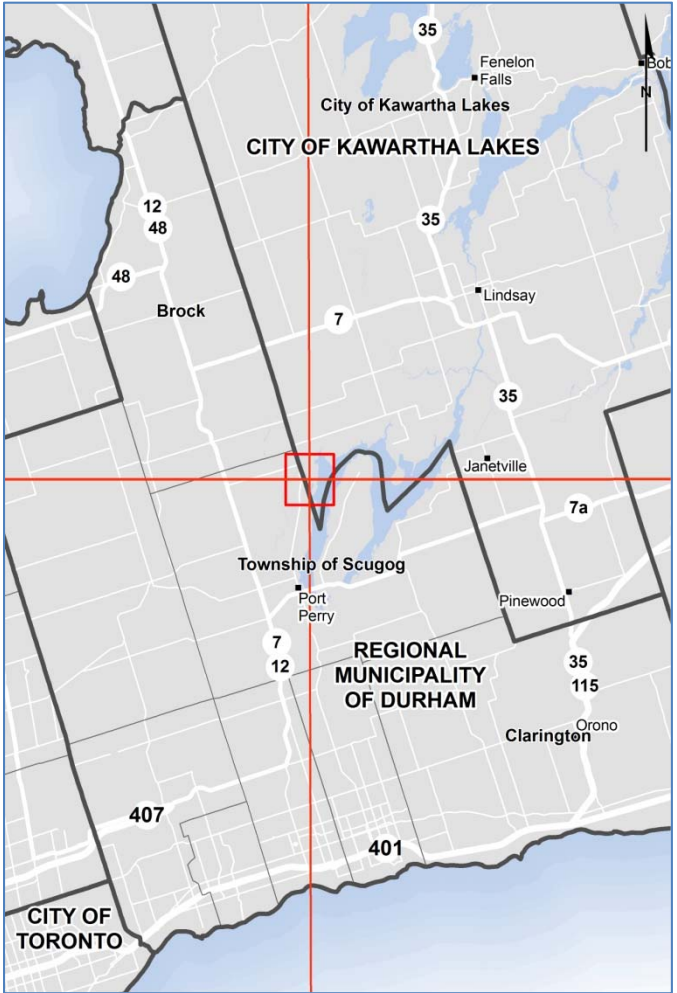 35
Fenelon
Falls
Bob
N
City of Kawartha Lakes
CITY OF KAWARTHA LAKES
12
48
35
48
Lindsay
Brock
7
35
Janetville
7a
Township of Scugog
Port
Perry
Pinewood
7
12
REGIONAL
MUNICIPALITY
OF DURHAM
35
115
Orono
Clarington
407
401
CITY OF
TORONTO